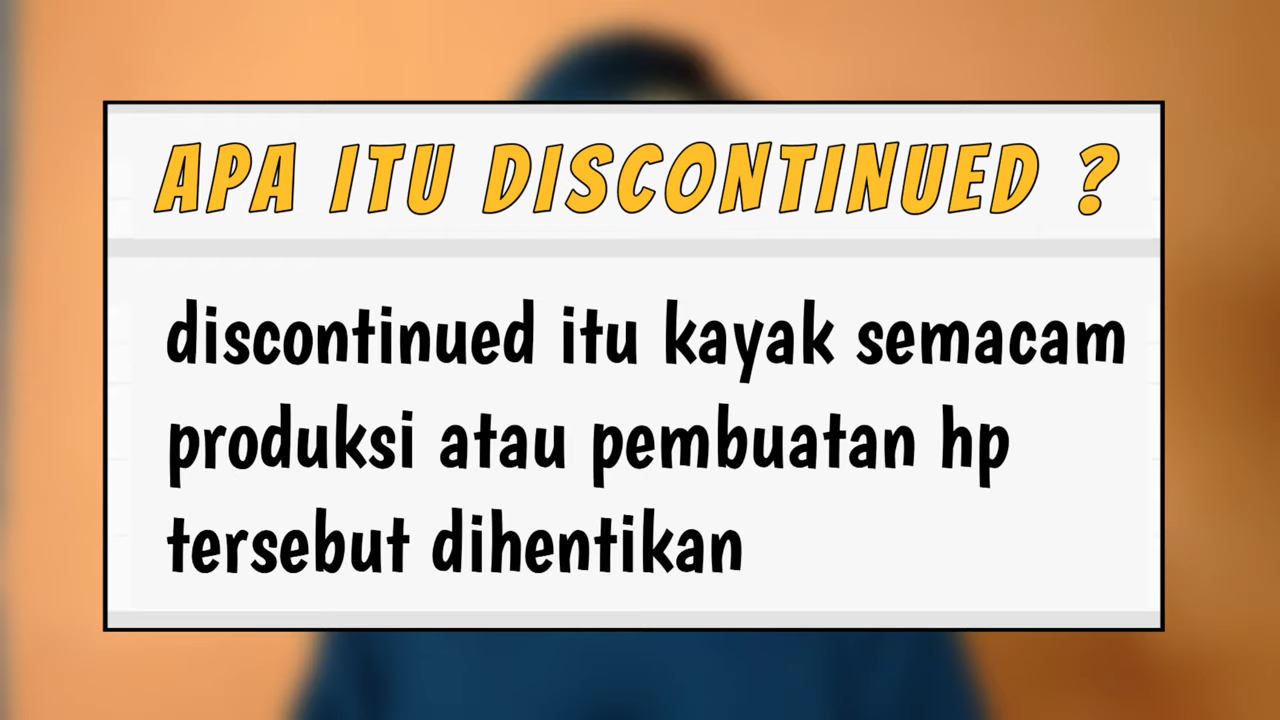 APA ITU DISCONTINUED ?
discontinued itu kayak semacam
produksi atau pembuatan hp
tersebut dihentikan